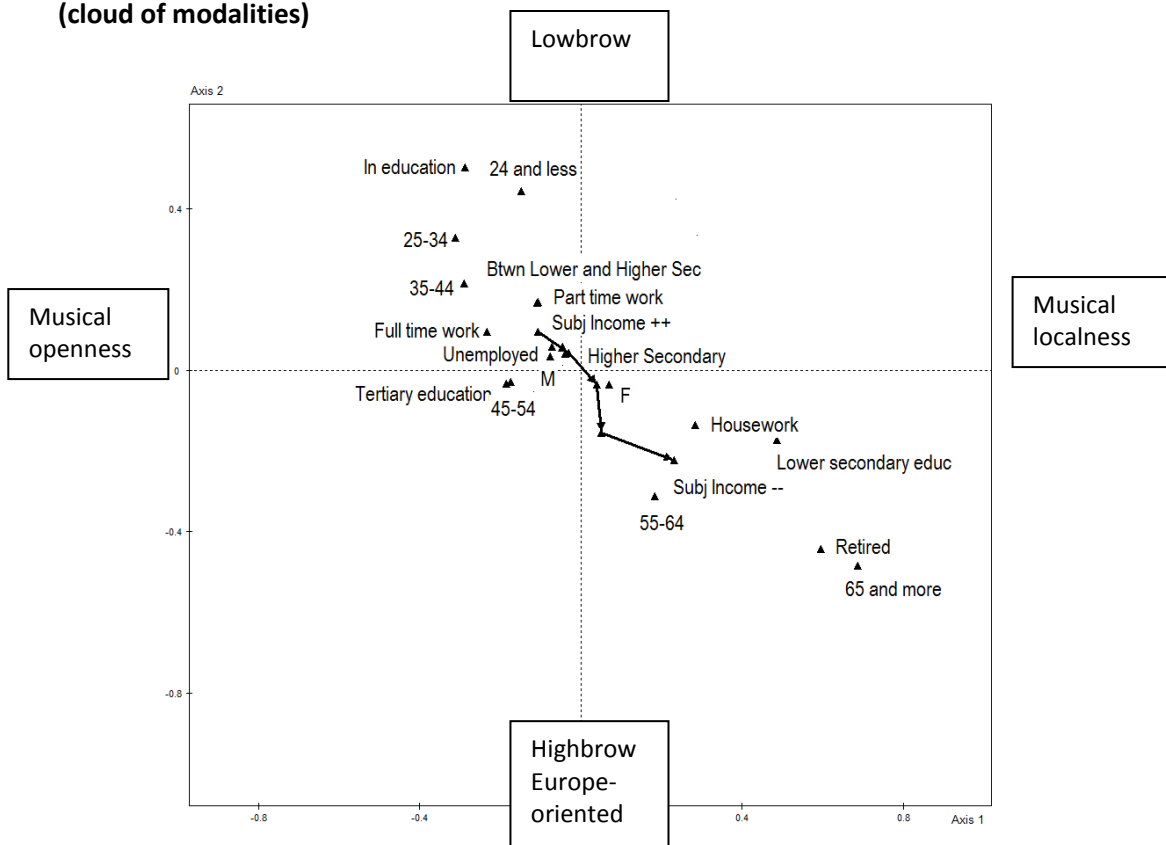 (cloud of modalities)
Lowbrow
Axis 2
In education
24 and less
0.4
25-34
Btwn Lower and Higher Sec
35-44
Part time work
Musical
openness
Musical
localness
Subj Income ++
Full time work
Unemployed
Higher Secondary
0
M
Tertiary education
F
45-54
Housework
Lower secondary educ
Subj Income --
55-64
-0.4
Retired
65 and more
-0.8
Highbrow
Europe-
oriented
-0.8
-0.4
0.4
0.8
Axis 1